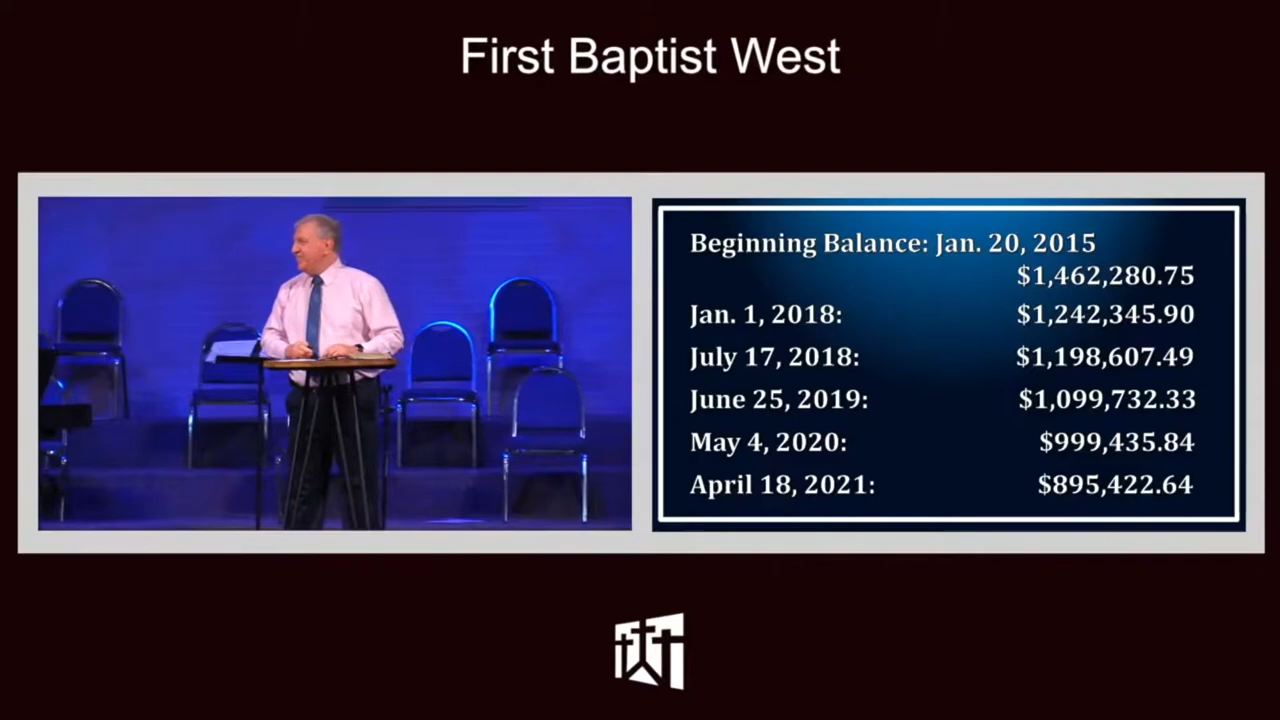 First Baptist West
Beginning Balance: Jan. 20, 2015
$1,462,280.75
Jan. 1, 2018: $1,242,345.90
July 17, 2018: $1,198,607.49
June 25, 2019: $1,099,732.33
May 4, 2020: $999,435.84
April 18, 2021: $895,422.64